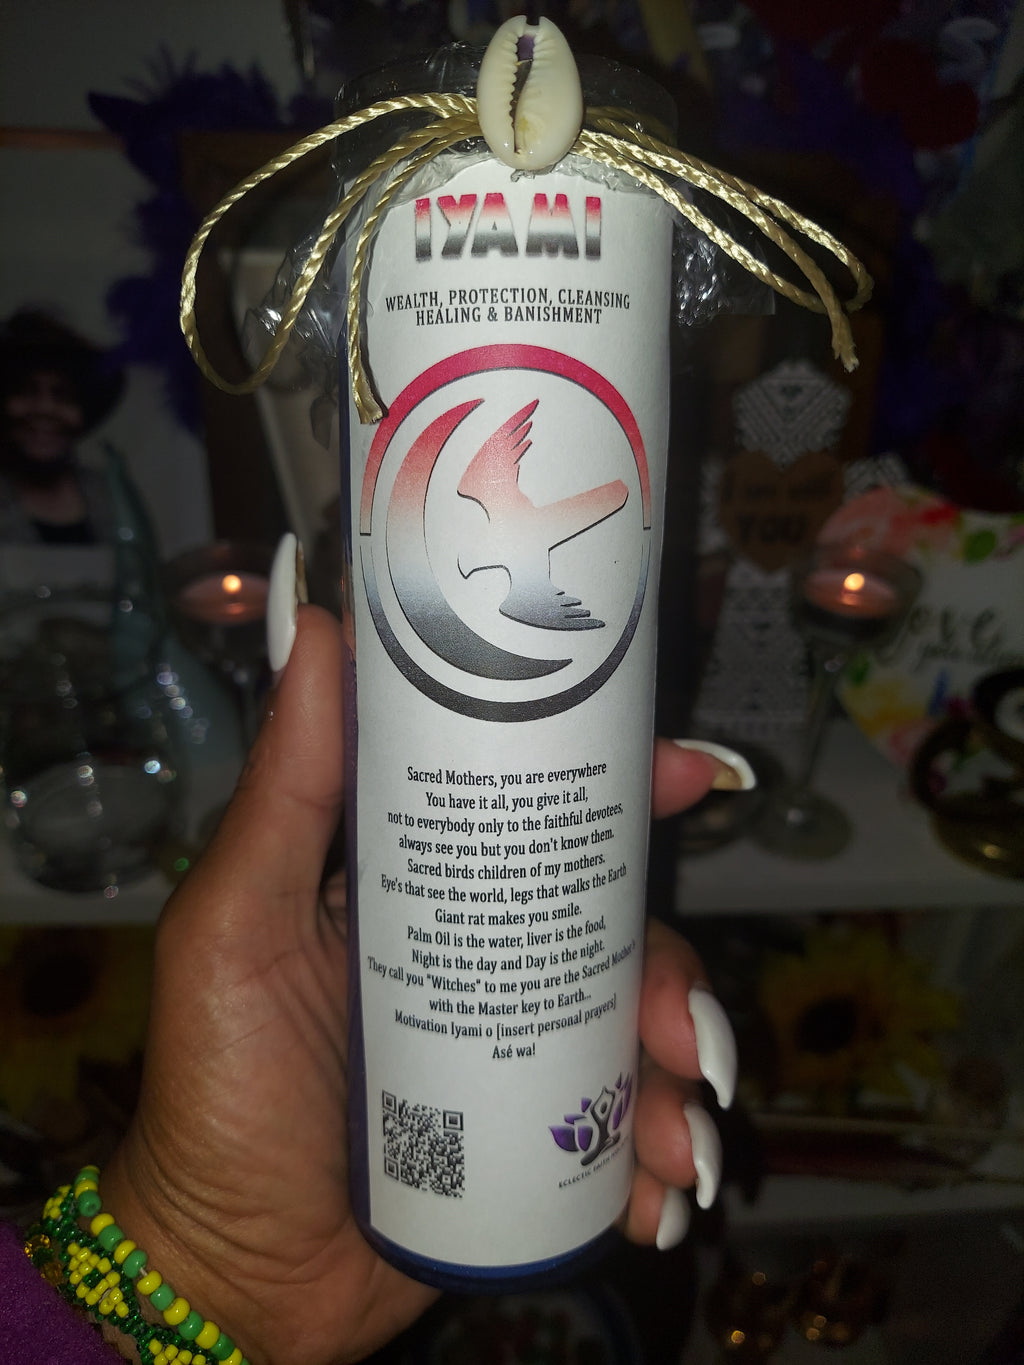 IYAMI
WEALTH, PROTECTION, CLEANSING
HEALING & BANISHMENT
Sacred Mothers, you are everywhere
You have it all, you give it all,
not to everybody only to the faithful devotees,
always see you but you don't know them.
Sacred birds children of my mothers.
Eye's that see the world, legs that walks the Earth
Giant rat makes you smile.
Palm Oil is the water, liver is the food,
Night is the day and Day is the night.
They call you "Witches" to me you are the Sacred Mother's
with the Master key to Earth...
Motivation Iyami o [insert personal prayers]
Asé wa!
ECLECTIC FAITH
YOU